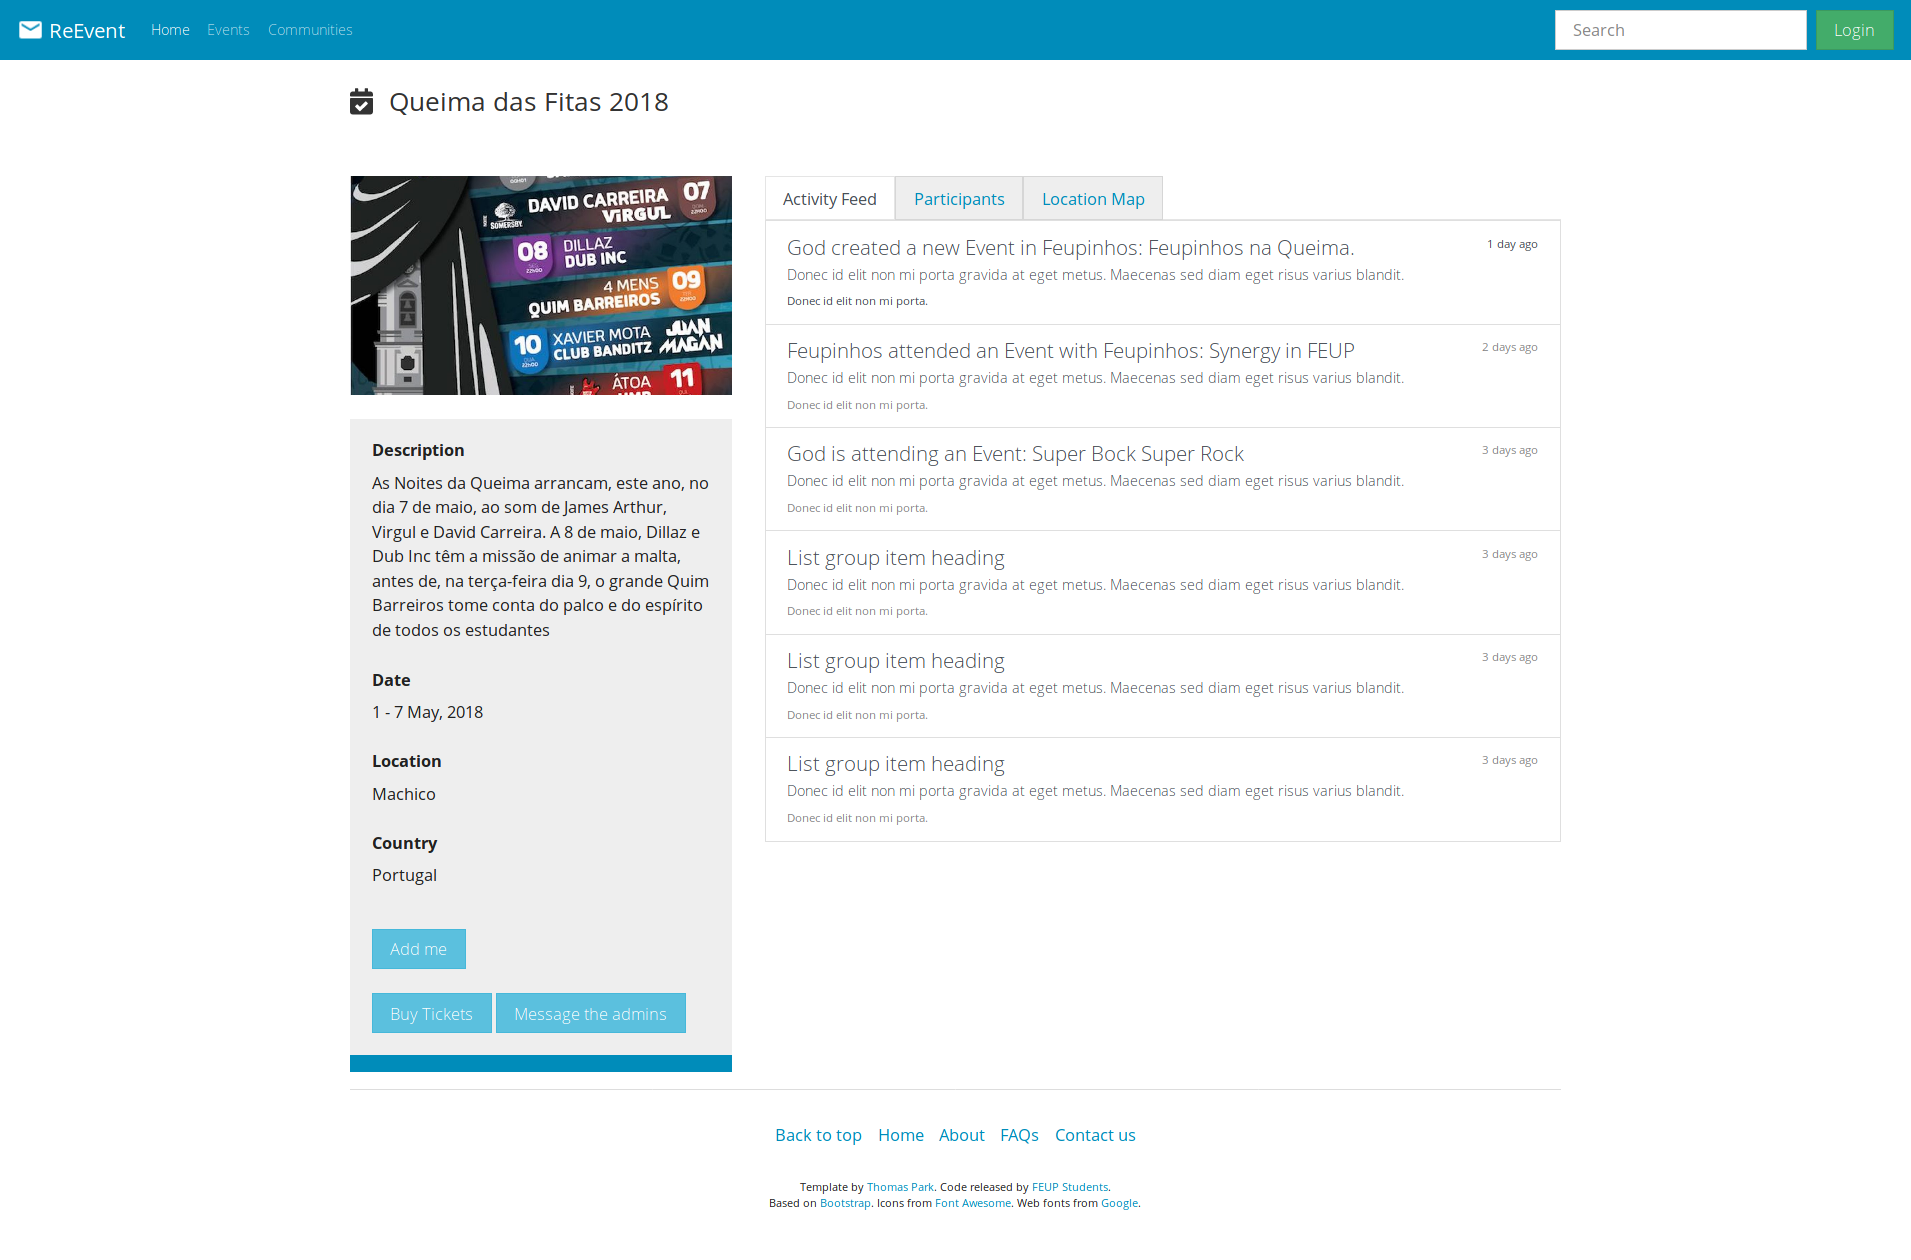 ReEvent Home Events Communities Search Login
Queima das Fitas 2018
DAVID CARREIRA 07
VIRGUL 22H00
SOMERSBY
08 DILLAZ
22h00 DUB INC
4 MENS 09
QUIM BARREIROS 22H00
10 XAVIER MOTA JUAN
22h00 CLUB BANDITZ MAGAN
ÁTOA 11
Description
As Noites da Queima arrancam, este ano, no
dia 7 de maio, ao som de James Arthur,
Virgul e David Carreira. A 8 de maio, Dillaz e
Dub Inc têm a missão de animar a malta,
antes de, na terça-feira dia 9, o grande Quim
Barreiros tome conta do palco e do espírito
de todos os estudantes
Date
1 - 7 May, 2018
Location
Machico
Country
Portugal
Add me
Buy Tickets Message the admins
Activity Feed Participants Location Map
God created a new Event in Feupinhos: Feupinhos na Queima. 1 day ago
Donec id elit non mi porta gravida at eget metus. Maecenas sed diam eget risus varius blandit.
Donec id elit non mi porta.
Feupinhos attended an Event with Feupinhos: Synergy in FEUP 2 days ago
Donec id elit non mi porta gravida at eget metus. Maecenas sed diam eget risus varius blandit.
Donec id elit non mi porta.
God is attending an Event: Super Bock Super Rock 3 days ago
Donec id elit non mi porta gravida at eget metus. Maecenas sed diam eget risus varius blandit.
Donec id elit non mi porta.
List group item heading 3 days ago
Donec id elit non mi porta gravida at eget metus. Maecenas sed diam eget risus varius blandit.
Donec id elit non mi porta.
List group item heading 3 days ago
Donec id elit non mi porta gravida at eget metus. Maecenas sed diam eget risus varius blandit.
Donec id elit non mi porta.
List group item heading 3 days ago
Donec id elit non mi porta gravida at eget metus. Maecenas sed diam eget risus varius blandit.
Donec id elit non mi porta.
Back to top Home About FAQs Contact us
Template by Thomas Park. Code released by FEUP Students.
Based on Bootstrap. Icons from Font Awesome. Web fonts from Google.